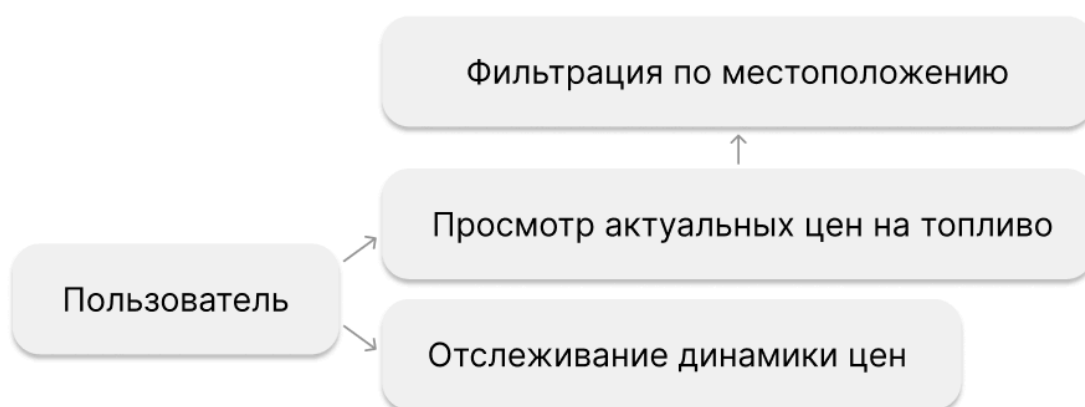 Фильтрация по местоположению
Просмотр актуальных цен на топливо
Пользователь
Отслеживание динамики цен